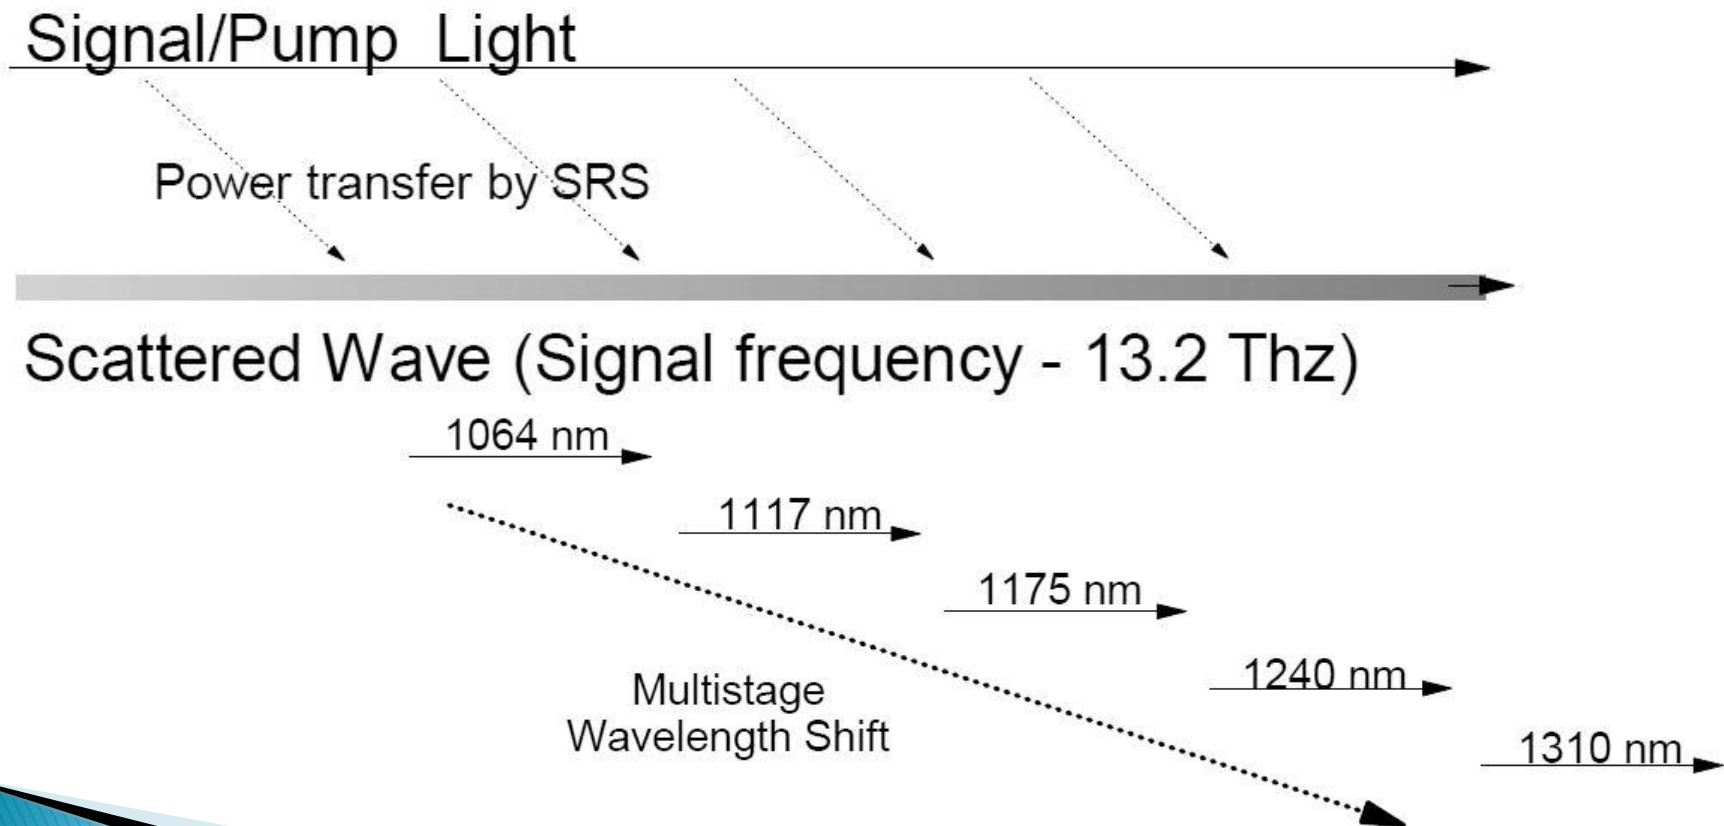 Signal/Pump Light
Power transfer by SRS
Scattered Wave (Signal frequency - 13.2 Thz)
1064 nm
1117 nm
1175 nm
1240 nm
Multistage
Wavelength Shift
1310 nm